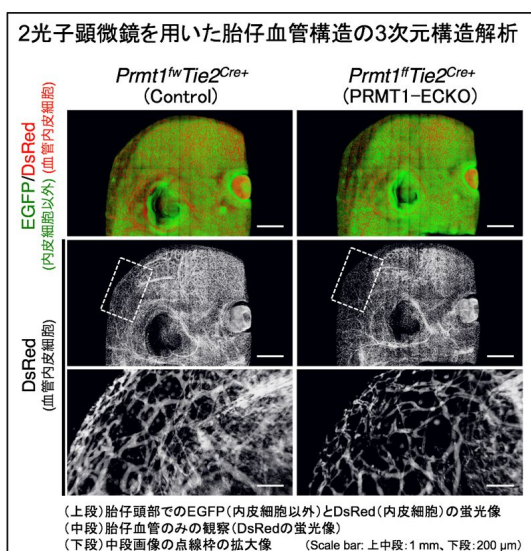 2光子顕微鏡を用いた胎仔血管構造の3次元構造解析
Prmt1fwTie2Cre+
(Control)
Prmt1ffTie2Cre+
(PRMT1-ECKO)
EGFP/DsRed
(内皮細胞以外) (血管内皮細胞)
DsRed
(血管内皮細胞)
(上段)胎仔頭部でのEGFP(内皮細胞以外)とDsRed(内皮細胞)の蛍光像
(中段)胎仔血管のみの観察(DsRedの蛍光像)
(下段)中段画像の点線枠の拡大像 (Scale bar: 上中段: 1 mm、下段: 200 μm)